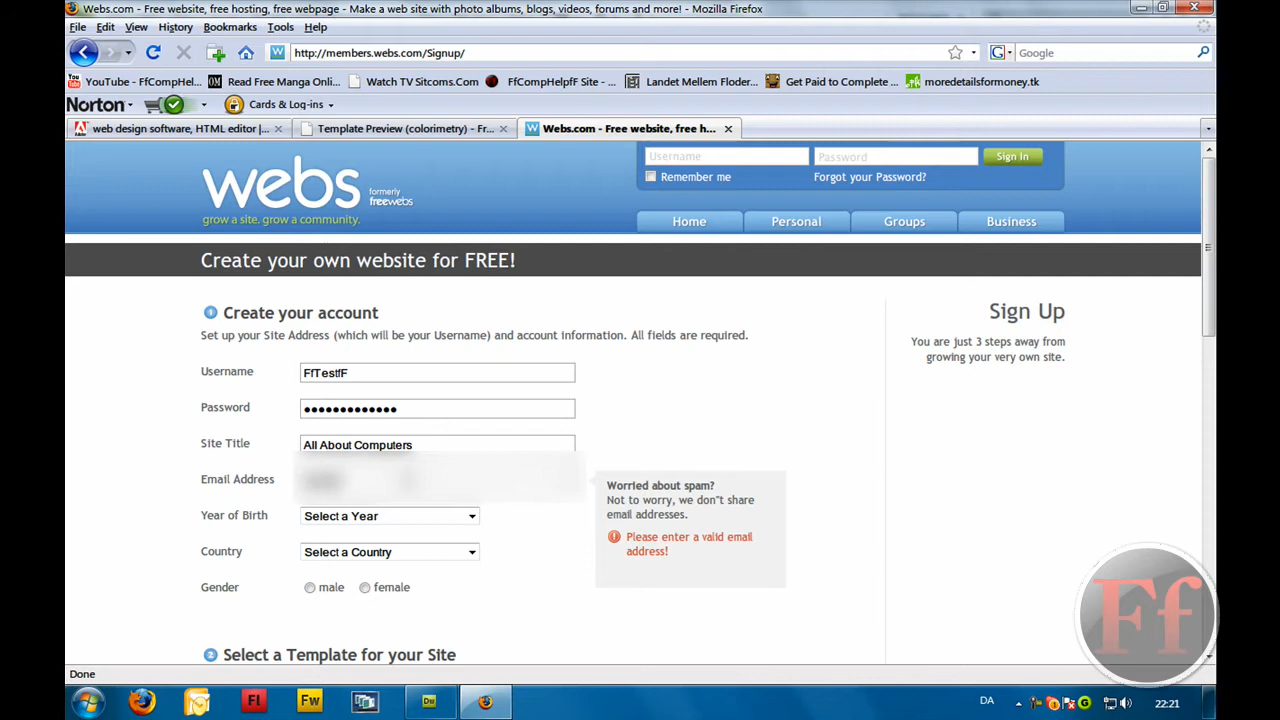 Webs.com - Free website, free hosting, free webpage - Make a web site with photo albums, blogs, videos, forums and more! - Mozilla Firefox
File Edit View History Bookmarks Tools Help
http://members.webs.com/Signup/
Google
YouTube - FfCompHel... Read Free Manga Onli... Watch TV Sitcoms.Com FfCompHelpff Site - ... Landet Mellem Floder... Get Paid to Complete ... moredetailsformoney.tk
Norton Cards & Log-ins
web design software, HTML editor |... Template Preview (colorimetry) - Fr... Webs.com - Free website, free h...
Username Password Sign In
Remember me Forgot your Password?
webs formerly freewebs
grow a site. grow a community.
Home Personal Groups Business
Create your own website for FREE!
1 Create your account
Set up your Site Address (which will be your Username) and account information. All fields are required.
Username FfTestfF
Password
Site Title All About Computers
Email Address
Year of Birth Select a Year
Country Select a Country
Gender male female
Worried about spam?
Not to worry, we don"t share
email addresses.
Please enter a valid email
address!
Sign Up
You are just 3 steps away from
growing your very own site.
2 Select a Template for your Site
Ff
Done
Fl Fw Dw DA 22:21